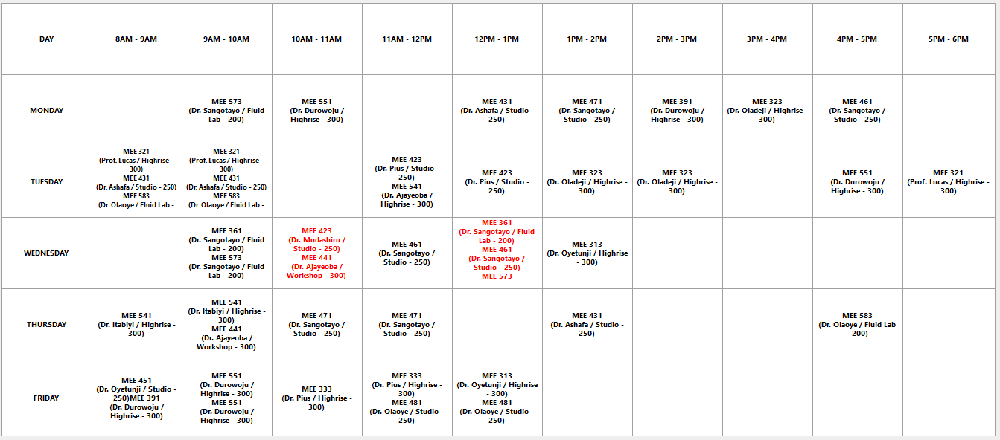 DAY
8AM - 9AM
9AM - 10AM
10AM - 11AM
11AM - 12PM
12PM - 1PM
1PM - 2PM
2PM - 3PM
3PM - 4PM
4PM - 5PM
5PM - 6PM
MONDAY
MEE 573
(Dr. Sangotayo / Fluid
Lab - 200)
MEE 551
(Dr. Durowoju /
Highrise - 300)
MEE 431
(Dr. Ashafa / Studio -
250)
MEE 471
(Dr. Sangotayo /
Studio - 250)
MEE 391
(Dr. Durowoju /
Highrise - 300)
MEE 323
(Dr. Oladeji / Highrise -
300)
MEE 461
(Dr. Sangotayo /
Studio - 250)
TUESDAY
MEE 321
(Prof. Lucas / Highrise -
300)
MEE 431
(Dr. Ashafa / Studio - 250)
MEE 583
(Dr. Olaoye / Fluid Lab -
MEE 321
(Prof. Lucas / Highrise -
300)
MEE 431
(Dr. Ashafa / Studio - 250)
MEE 583
(Dr. Olaoye / Fluid Lab -
MEE 423
(Dr. Pius / Studio -
250)
MEE 541
(Dr. Ajayeoba /
Highrise - 300)
MEE 423
(Dr. Pius / Studio -
250)
MEE 323
(Dr. Oladeji / Highrise -
300)
MEE 323
(Dr. Oladeji / Highrise -
300)
MEE 551
(Dr. Durowoju /
Highrise - 300)
MEE 321
(Prof. Lucas / Highrise -
300)
WEDNESDAY
MEE 361
(Dr. Sangotayo / Fluid
Lab - 200)
MEE 573
(Dr. Sangotayo / Fluid
Lab - 200)
MEE 423
(Dr. Mudashiru /
Studio - 250)
MEE 441
(Dr. Ajayeoba /
Workshop - 300)
MEE 461
(Dr. Sangotayo /
Studio - 250)
MEE 361
(Dr. Sangotayo / Fluid
Lab - 200)
MEE 461
(Dr. Sangotayo /
Studio - 250)
MEE 573
MEE 313
(Dr. Oyetunji / Highrise
- 300)
THURSDAY
MEE 541
(Dr. Itabiyi / Highrise -
300)
MEE 541
(Dr. Itabiyi / Highrise -
300)
MEE 441
(Dr. Ajayeoba /
Workshop - 300)
MEE 471
(Dr. Sangotayo /
Studio - 250)
MEE 471
(Dr. Sangotayo /
Studio - 250)
MEE 431
(Dr. Ashafa / Studio -
250)
MEE 583
(Dr. Olaoye / Fluid Lab
- 200)
FRIDAY
MEE 451
(Dr. Oyetunji / Studio -
250)MEE 391
(Dr. Durowoju /
Highrise - 300)
MEE 551
(Dr. Durowoju /
Highrise - 300)
MEE 551
(Dr. Durowoju /
Highrise - 300)
MEE 333
(Dr. Pius / Highrise -
300)
MEE 333
(Dr. Pius / Highrise -
300)
MEE 481
(Dr. Olaoye / Studio -
250)
MEE 313
(Dr. Oyetunji / Highrise
- 300)
MEE 481
(Dr. Olaoye / Studio -
250)